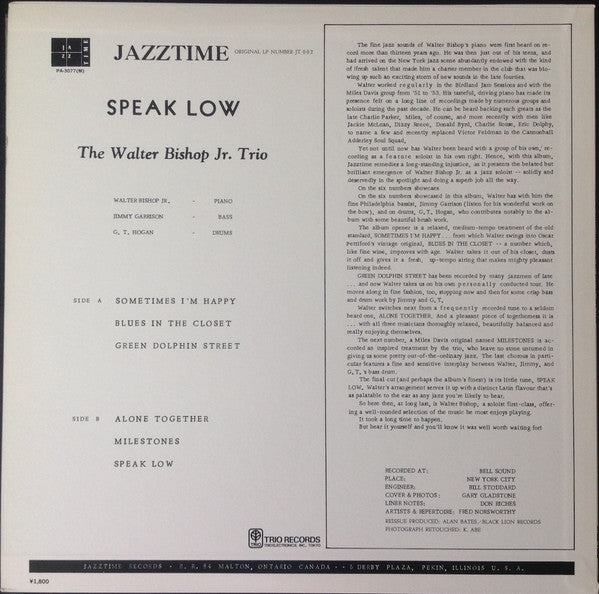 JAZZ TIME
PA-3077(W)
JAZZTIME ORIGINAL LP NUMBER JT 002
SPEAK LOW
The Walter Bishop Jr. Trio
WALTER BISHOP JR. - PIANO
JIMMY GARRISON - BASS
G. T. HOGAN - DRUMS
SIDE A SOMETIMES I'M HAPPY
BLUES IN THE CLOSET
GREEN DOLPHIN STREET
SIDE B ALONE TOGETHER
MILESTONES
SPEAK LOW
The fine jazz sounds of Walter Bishop's piano were first heard on re-
cord more than thirteen years ago. He was then just out of his teens, and
had arrived on the New York jazz some abundantly endowed with the kind
of fresh talent that made him a charter member in the club that was blo-
wing up such an exciting storm of new sounds in the late fourties.
Walter worked regularly in the Birdland Jam Sessions and with the
Miles Davis group from '51 to '53. His tasteful, driving piano has made its
presence felt on a long line of recordings made by numerous groups and
soloists during the past decade. He can be heard backing such greats as the
late Charlie Parker, Miles, of course, and more recently with men like
Jackie McLean, Dizzy Reece, Donald Byrd, Charlie Rouse, Eric Dolphy,
to name a few and recently replaced Victor Feldman in the Cannonball
Adderley Soul Squad,
Yet not until now has Walter been heard with a group of his own, re-
cording as a feature soloist in his own right. Hence, with this album,
Jazztime remedies a long-standing injustice, as it presents the belated but
brilliant emergence of Walter Bishop Jr. as a jazz soloist -- solidly and
deservedly in the spotlight and doing a superb job all the way.
On the six numbers showcaes
On the six numbers showcased in this album, Walter has with him the
fine Philadelphia bassist, Jimmy Garrison (listen for his wonderful work on
the bow), and on drums, G. T. Hogan, who contributes notably to the al-
bum with some beautiful brush work.
The album opener is a relaxed, medium-tempo treatment of the old
standard, SOMETIMES I'M HAPPY... from which Walter swings into Oscar
Pettiford's vintage original, BLUES IN THE CLOSET -- a number which,
like fine wine, improves with age. Walter takes it out of his closet, dusts
it off and gives it a fresh, up-tempo airing that makes mighty pleasant
listening indeed.
GREEN DOLPHIN STREET has been recorded by many jazzmen of late
... and now Walter takes us on his own personally conducted tour. He
moves along in fine fashion, too, stopping now and then for some crisp bass
and drum work by Jimmy and G.T,
Walter switches next from a frequently recorded tune to a seldom
heard one, ALONE TOGETHER. And a pleasant piece of togetherness it is
... with all three musicians thoroughly relaxed, beautifully balanced and
really enjoying themselves.
The next number, a Miles Davis original named MILESTONES is ac-
corded an inspired treatment by the trio, who leave no stone unturned in
giving us some pretty out-of-the-ordinary jazz. The last chorus in parti-
cular features a fine and sensitive interplay between Walter, Jimmy, and
G. T,'s bass drum.
The final cut (and perhaps the album's finest) is its little tune, SPEAK
LOW, Walter's arrangement serves it up with a distinct Latin flavour that's
as palatable to the ear as any jazz you're likely to hear.
So here then, at long last, is Walter Bishop, a soloist first-class, offer-
ing a well-rounded selection of the music he most enjoys playing.
It took a long time to happen.
But hear it yourself and you'll know it was well worth waiting for!
RECORDED AT: BELL SOUND
PLACE: NEW YORK CITY
ENGINEER: BILL STODDARD
COVER & PHOTOS: GARY GLADSTONE
LINER NOTES: DON RICHES
ARTISTS & REPERTOIRE: FRED NORSWORTHY
REISSUE PRODUCED: ALAN BATES/BLACK LION RECORDS
PHOTOGRAPH RETOUCHED: K. ABE
TRIO TRIO RECORDS
TRIO ELECTRONICS INC, TOKYO
JAZZTIME RECORDS - R. R. #4 MALTON, ONTARIO CANADA - - 5 DERBY PLAZA, PEKIN, ILLINOIS U. S. A.
¥1,800